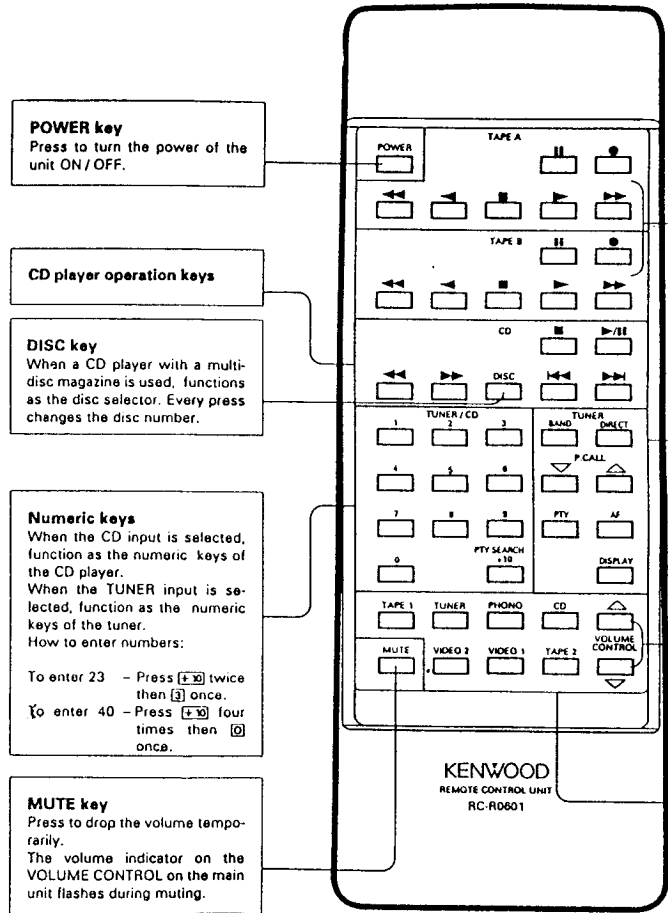 POWER key
Press to turn the power of the
unit ON / OFF.
CD player operation keys
DISC key
When a CD player with a multi-
disc magazine is used, functions
as the disc selector. Every press
changes the disc number.
Numeric keys
When the CD input is selected,
function as the numeric keys of
the CD player.
When the TUNER input is se-
lected, function as the numeric
keys of the tuner.
How to enter numbers:
To enter 23 – Press +10 twice
then 3 once.
To enter 40 – Press +10 four
times then 0
once.
MUTE key
Press to drop the volume tempo-
rarily.
The volume indicator on the
VOLUME CONTROL on the main
unit flashes during muting.
POWER
TAPE A
TAPE B
CD
DISC
TUNER / CD
TUNER
1 2 3 BAND DIRECT
P.CALL
4 5 6
7 8 9 PTY AF
PTY SEARCH
0 +10 DISPLAY
TAPE 1 TUNER PHONO CD
VOLUME
CONTROL
MUTE VIDEO 2 VIDEO 1 TAPE 2
KENWOOD
REMOTE CONTROL UNIT
RC-R0601